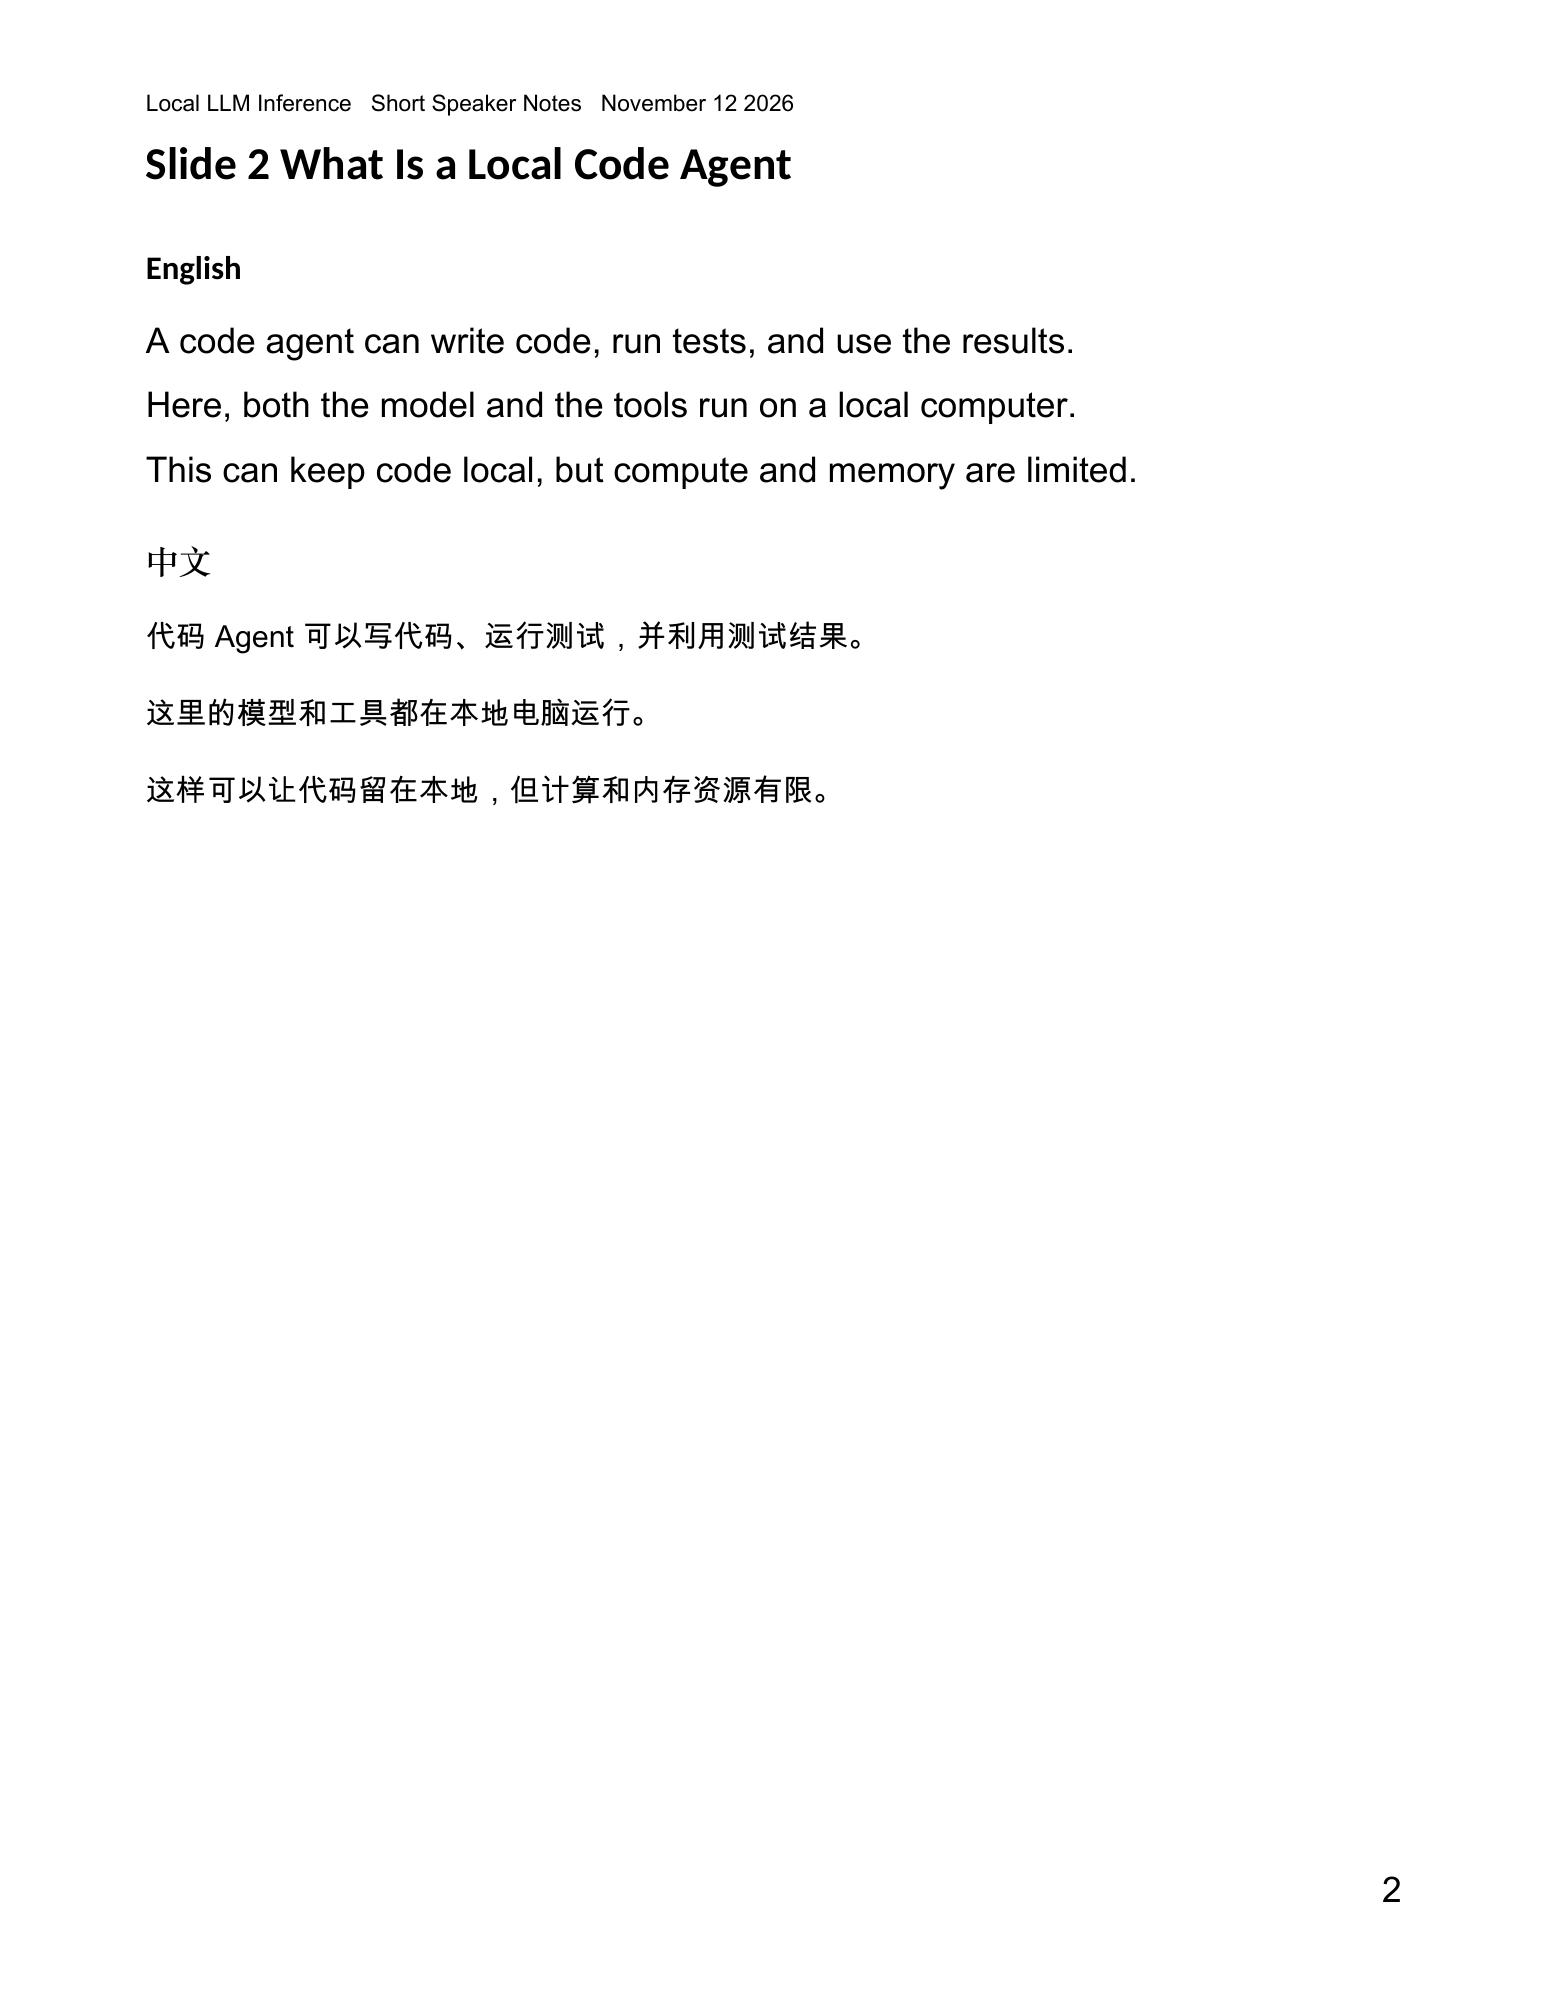 Local LLM Inference   Short Speaker Notes   November 12 2026
Slide 2 What Is a Local Code Agent
English
A code agent can write code, run tests, and use the results.
Here, both the model and the tools run on a local computer.
This can keep code local, but compute and memory are limited.
中文
代码 Agent 可以写代码、运行测试，并利用测试结果。
这里的模型和工具都在本地电脑运行。
这样可以让代码留在本地，但计算和内存资源有限。
2